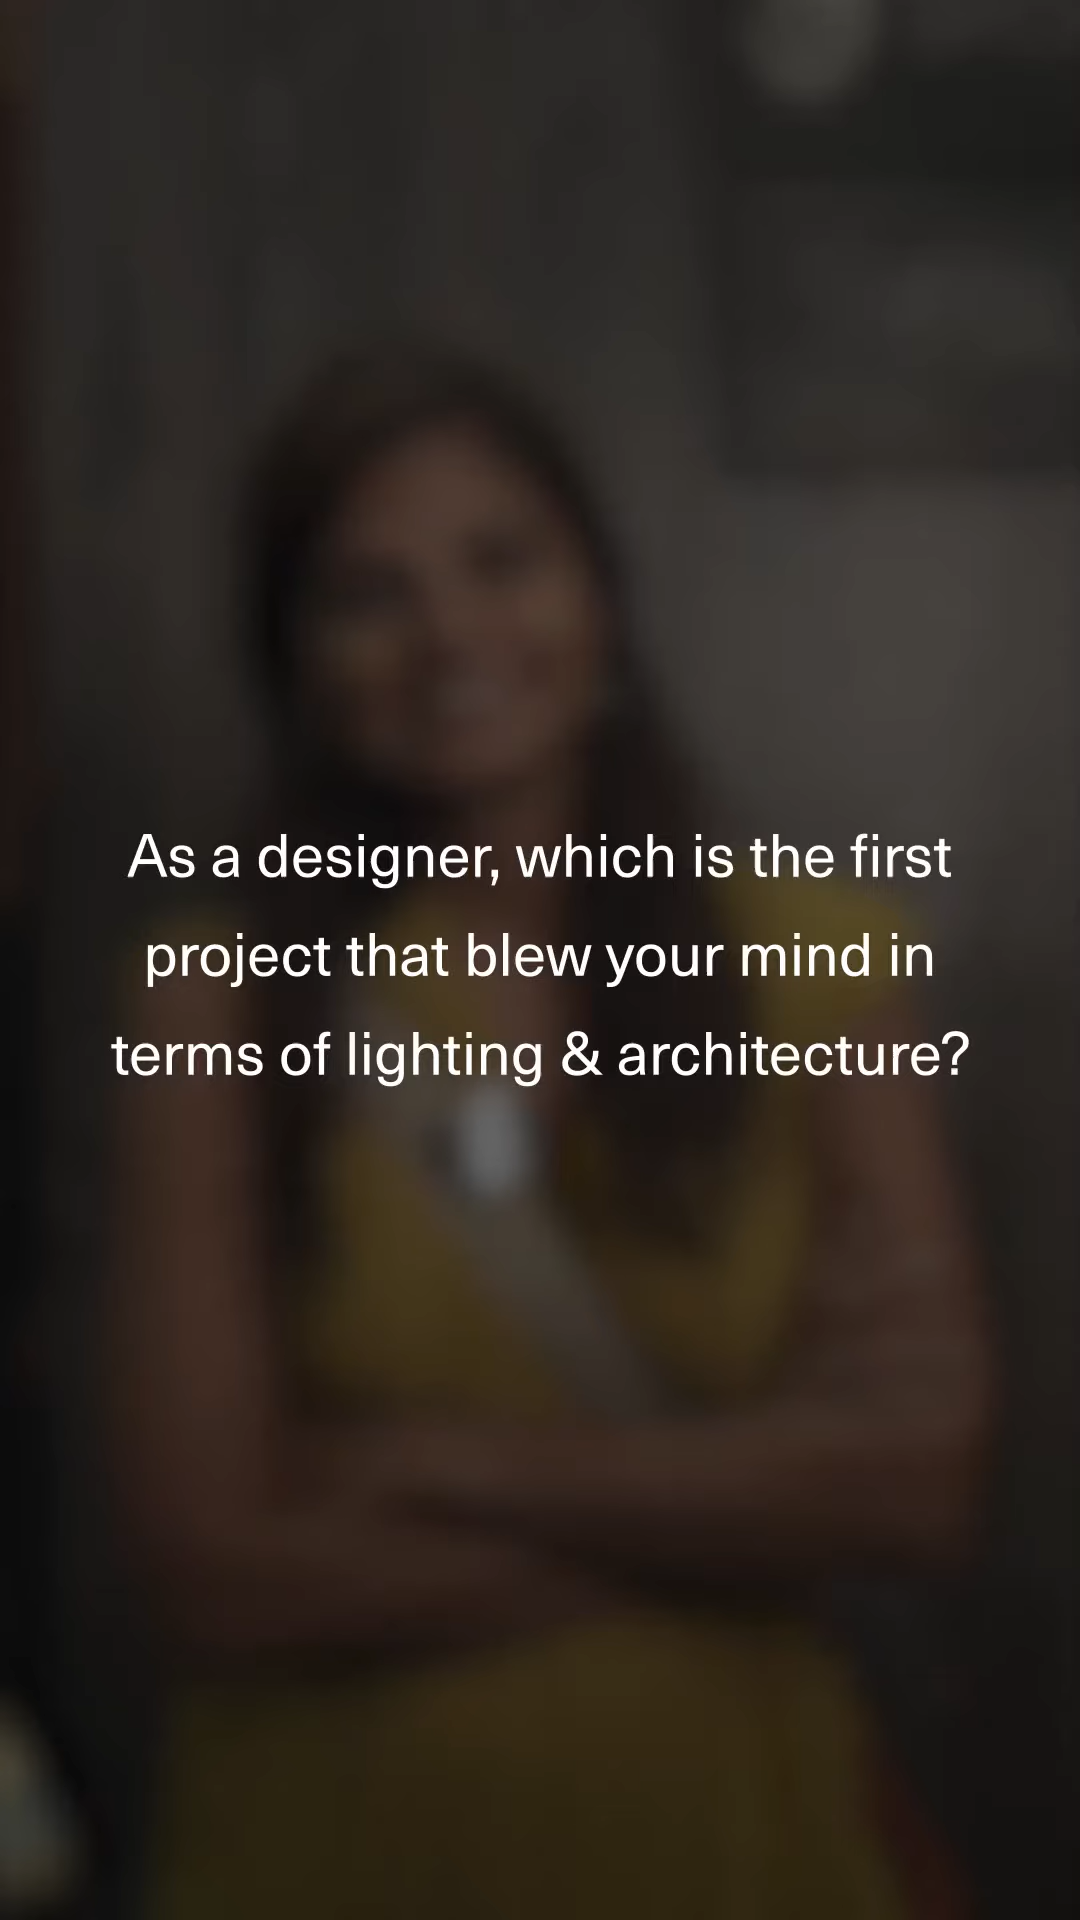 As a designer, which is the first
project that blew your mind in
terms of lighting & architecture?